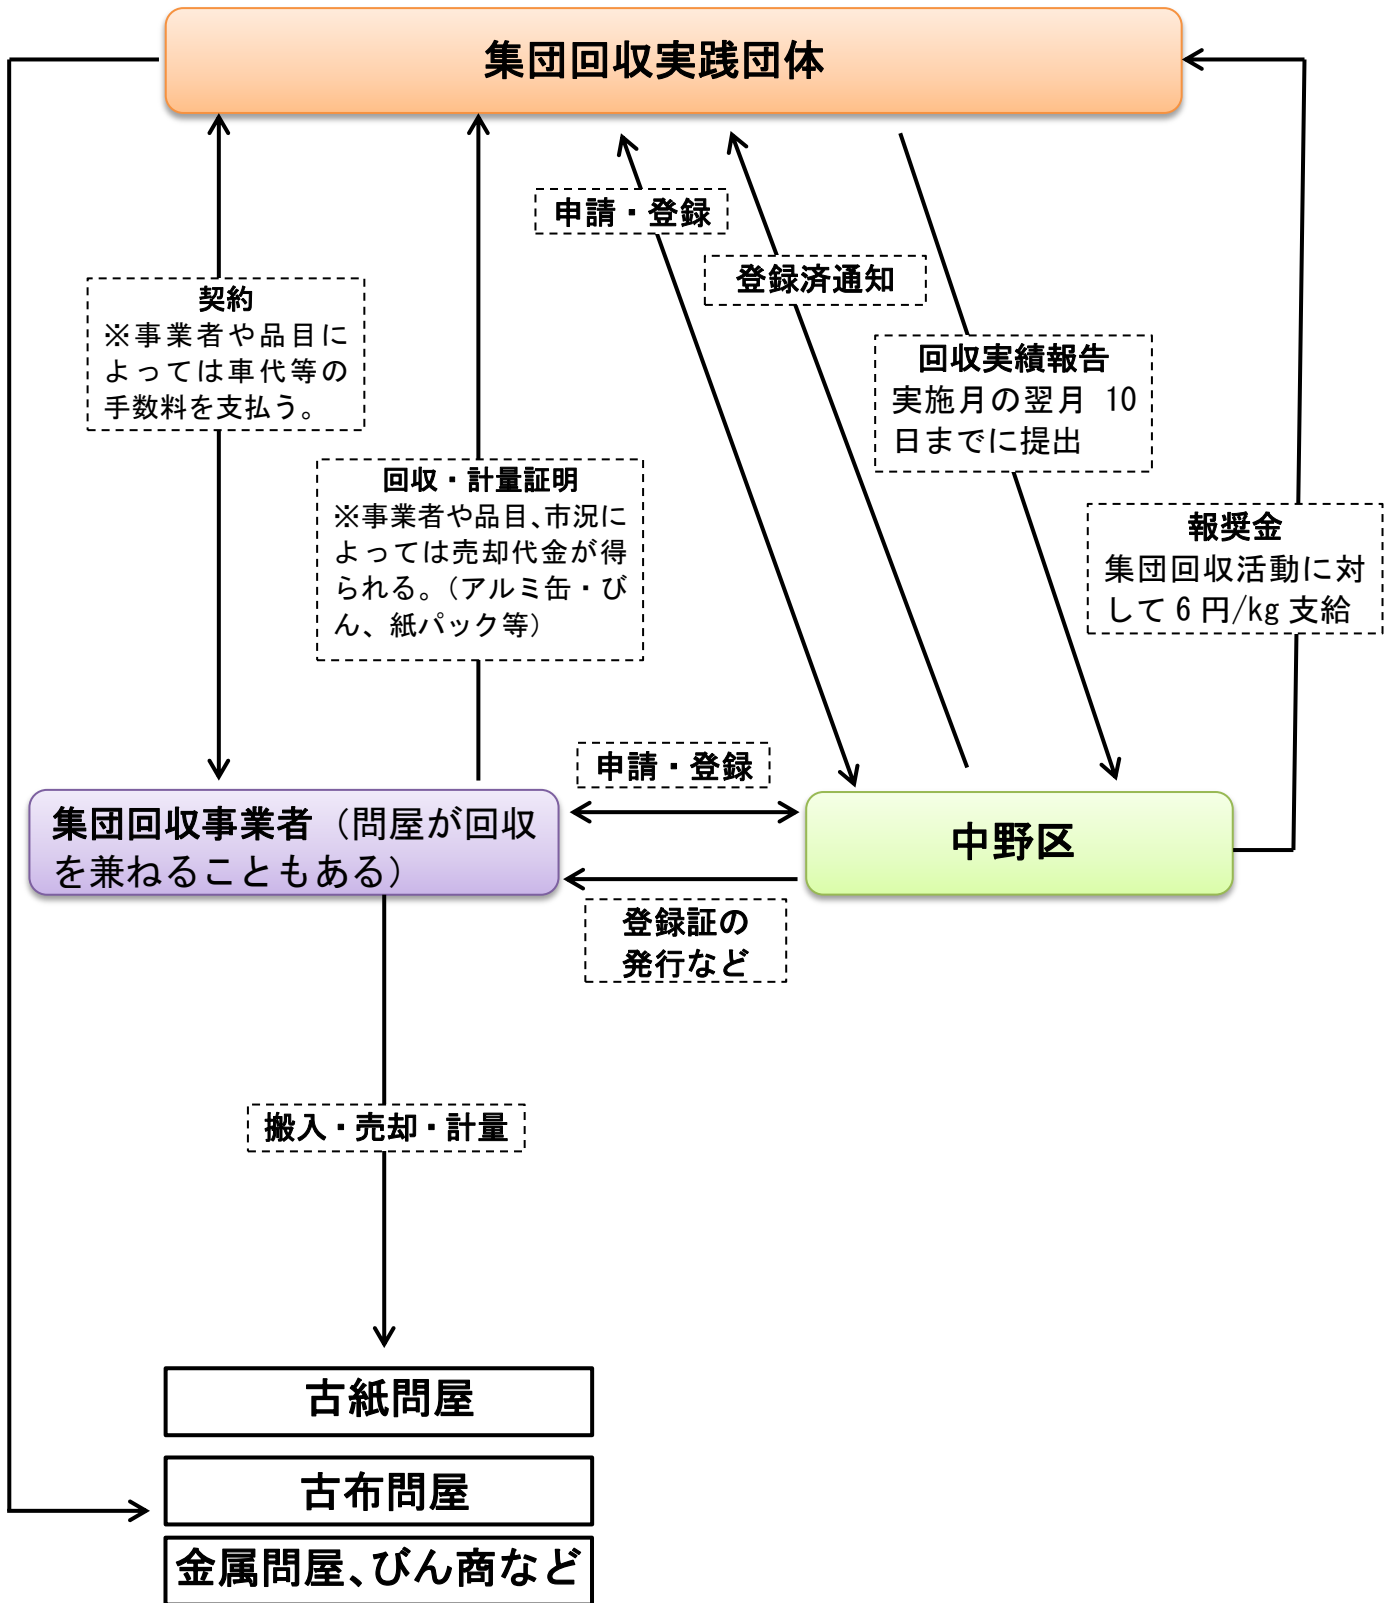 集団回収実践団体
申請・登録
登録済通知
契約
※事業者や品目に
よっては車代等の
手数料を支払う。
回収実績報告
実施月の翌月 10
日までに提出
回収・計量証明
※事業者や品目、市況に
よっては売却代金が得
られる。（アルミ缶・び
ん、紙パック等）
報奨金
集団回収活動に対
して 6 円/kg 支給
申請・登録
集団回収事業者（問屋が回収
を兼ねることもある）
中野区
登録証の
発行など
搬入・売却・計量
古紙問屋
古布問屋
金属問屋、びん商など